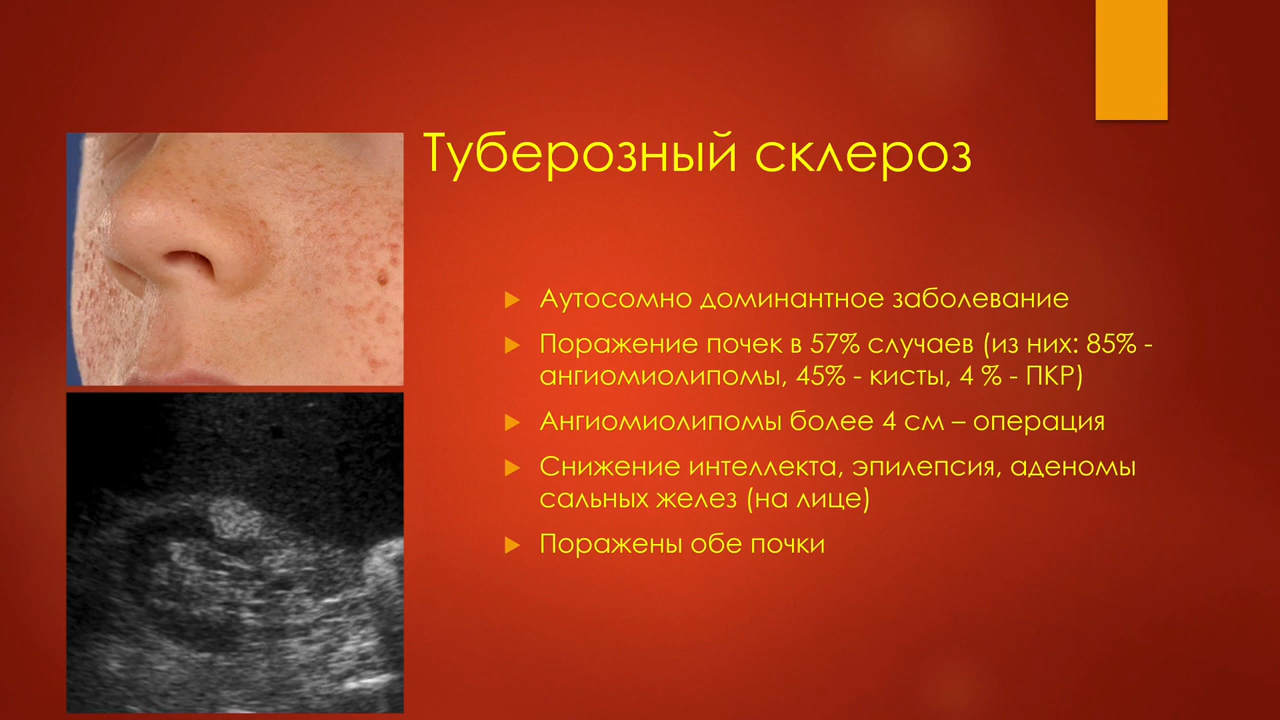 Туберозный склероз
Аутосомно доминантное заболевание
Поражение почек в 57% случаев (из них: 85% -
ангиомиолипомы, 45% - кисты, 4 % - ПКР)
Ангиомиолипомы более 4 см – операция
Снижение интеллекта, эпилепсия, аденомы
сальных желез (на лице)
Поражены обе почки